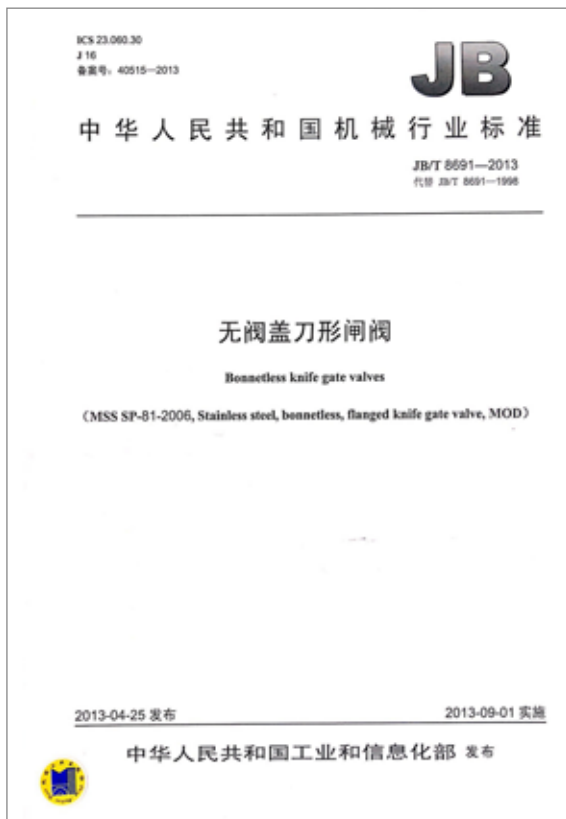 ICS 23.060.30
J 16
备案号：40515—2013
JB
中华人民共和国机械行业标准
JB/T 8691—2013
代替 JB/T 8691—1998
无阀盖刀形闸阀
Bonnetless knife gate valves
（MSS SP-81-2006, Stainless steel, bonnetless, flanged knife gate valve, MOD）
2013-04-25 发布
2013-09-01 实施
中华人民共和国工业和信息化部 发布